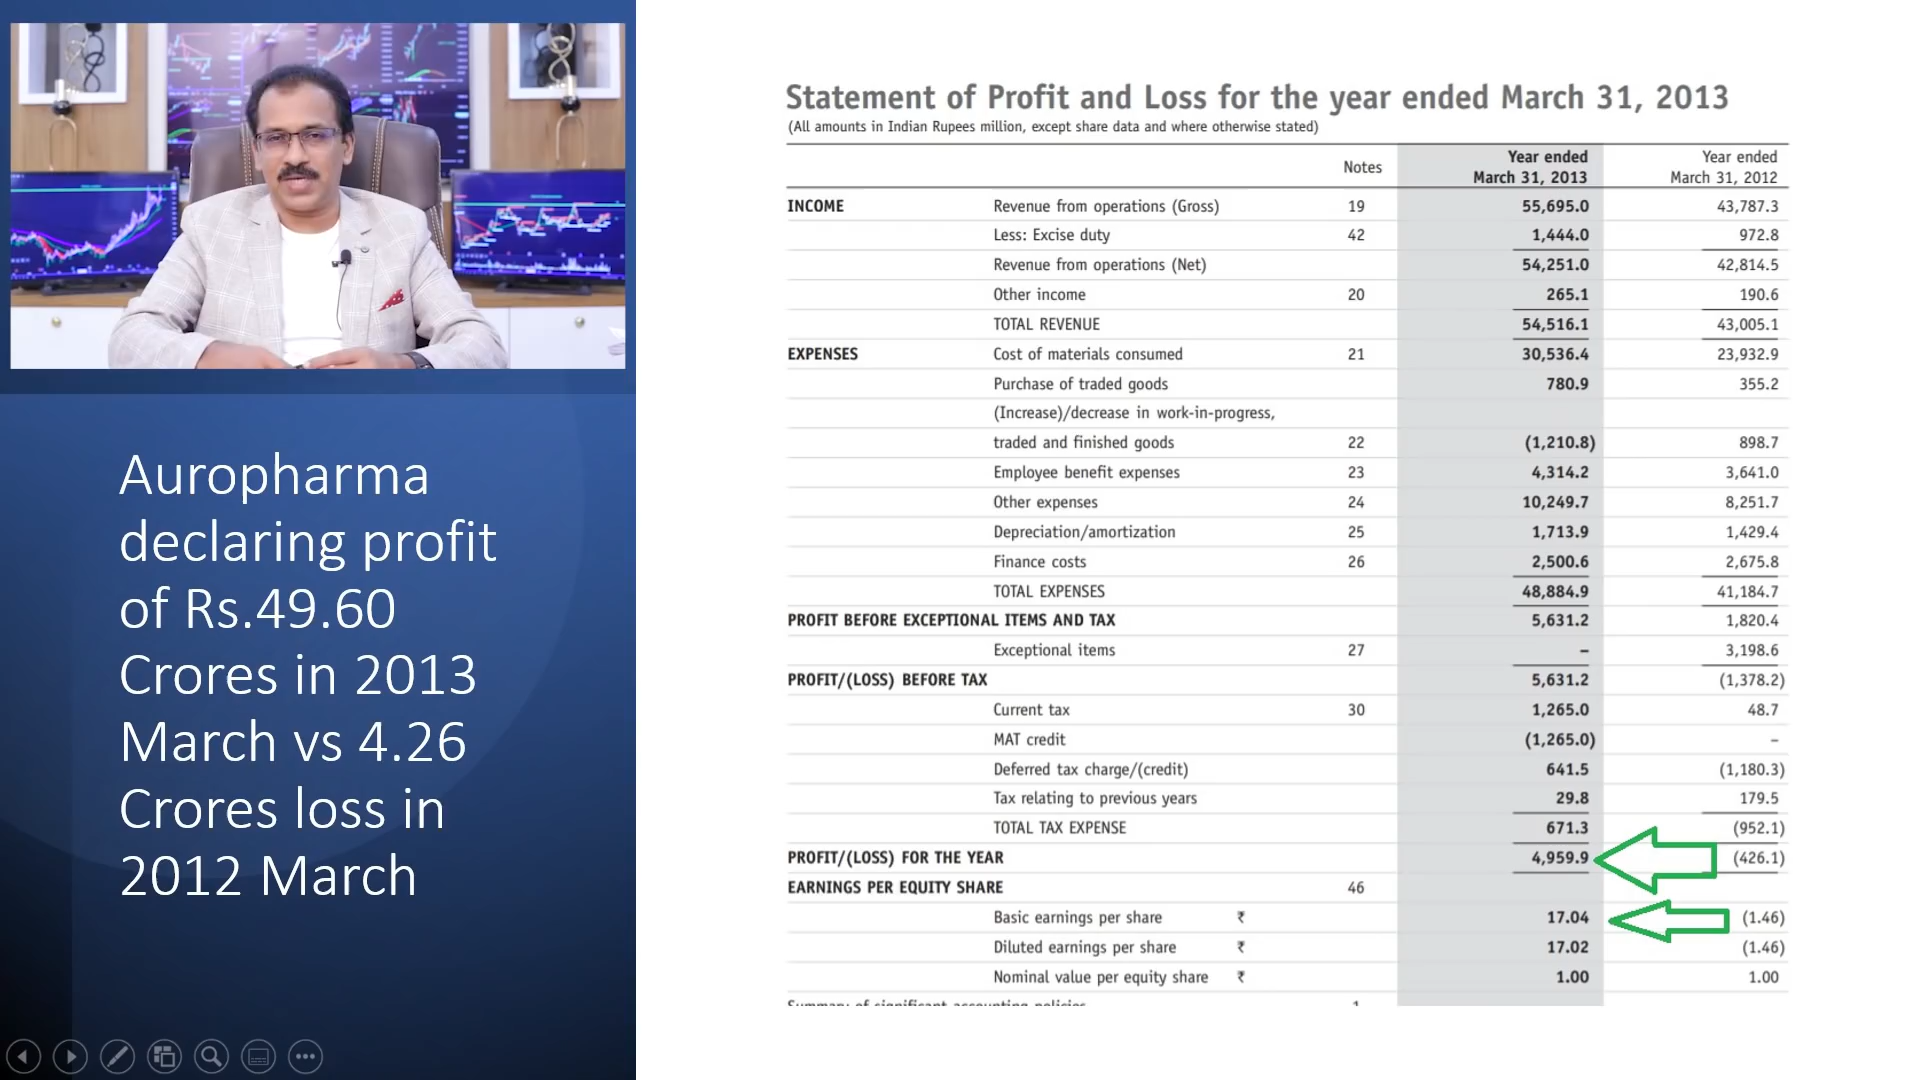 Auropharma
declaring profit
of Rs.49.60
Crores in 2013
March vs 4.26
Crores loss in
2012 March
Statement of Profit and Loss for the year ended March 31, 2013
(All amounts in Indian Rupees million, except share data and where otherwise stated)
Notes Year ended March 31, 2013 Year ended March 31, 2012
INCOME Revenue from operations (Gross) 19 55,695.0 43,787.3
Less: Excise duty 42 1,444.0 972.8
Revenue from operations (Net) 54,251.0 42,814.5
Other income 20 265.1 190.6
TOTAL REVENUE 54,516.1 43,005.1
EXPENSES Cost of materials consumed 21 30,536.4 23,932.9
Purchase of traded goods 780.9 355.2
(Increase)/decrease in work-in-progress,
traded and finished goods 22 (1,210.8) 898.7
Employee benefit expenses 23 4,314.2 3,641.0
Other expenses 24 10,249.7 8,251.7
Depreciation/amortization 25 1,713.9 1,429.4
Finance costs 26 2,500.6 2,675.8
TOTAL EXPENSES 48,884.9 41,184.7
PROFIT BEFORE EXCEPTIONAL ITEMS AND TAX 5,631.2 1,820.4
Exceptional items 27 – 3,198.6
PROFIT/(LOSS) BEFORE TAX 5,631.2 (1,378.2)
Current tax 30 1,265.0 48.7
MAT credit (1,265.0) –
Deferred tax charge/(credit) 641.5 (1,180.3)
Tax relating to previous years 29.8 179.5
TOTAL TAX EXPENSE 671.3 (952.1)
PROFIT/(LOSS) FOR THE YEAR 4,959.9 (426.1)
EARNINGS PER EQUITY SHARE 46
Basic earnings per share ₹ 17.04 (1.46)
Diluted earnings per share ₹ 17.02 (1.46)
Nominal value per equity share ₹ 1.00 1.00
Summary of significant accounting policies 1